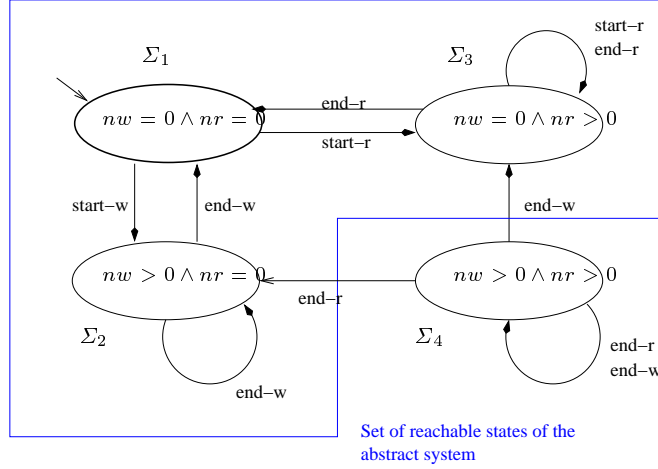 start–r
end–r
Σ1
Σ3
nw = 0 ∧ nr = 0
end–r
start–r
nw = 0 ∧ nr > 0
start–w
end–w
end–w
nw > 0 ∧ nr = 0
end–r
nw > 0 ∧ nr > 0
Σ2
Σ4
end–w
end–r
end–w
Set of reachable states of the
abstract system